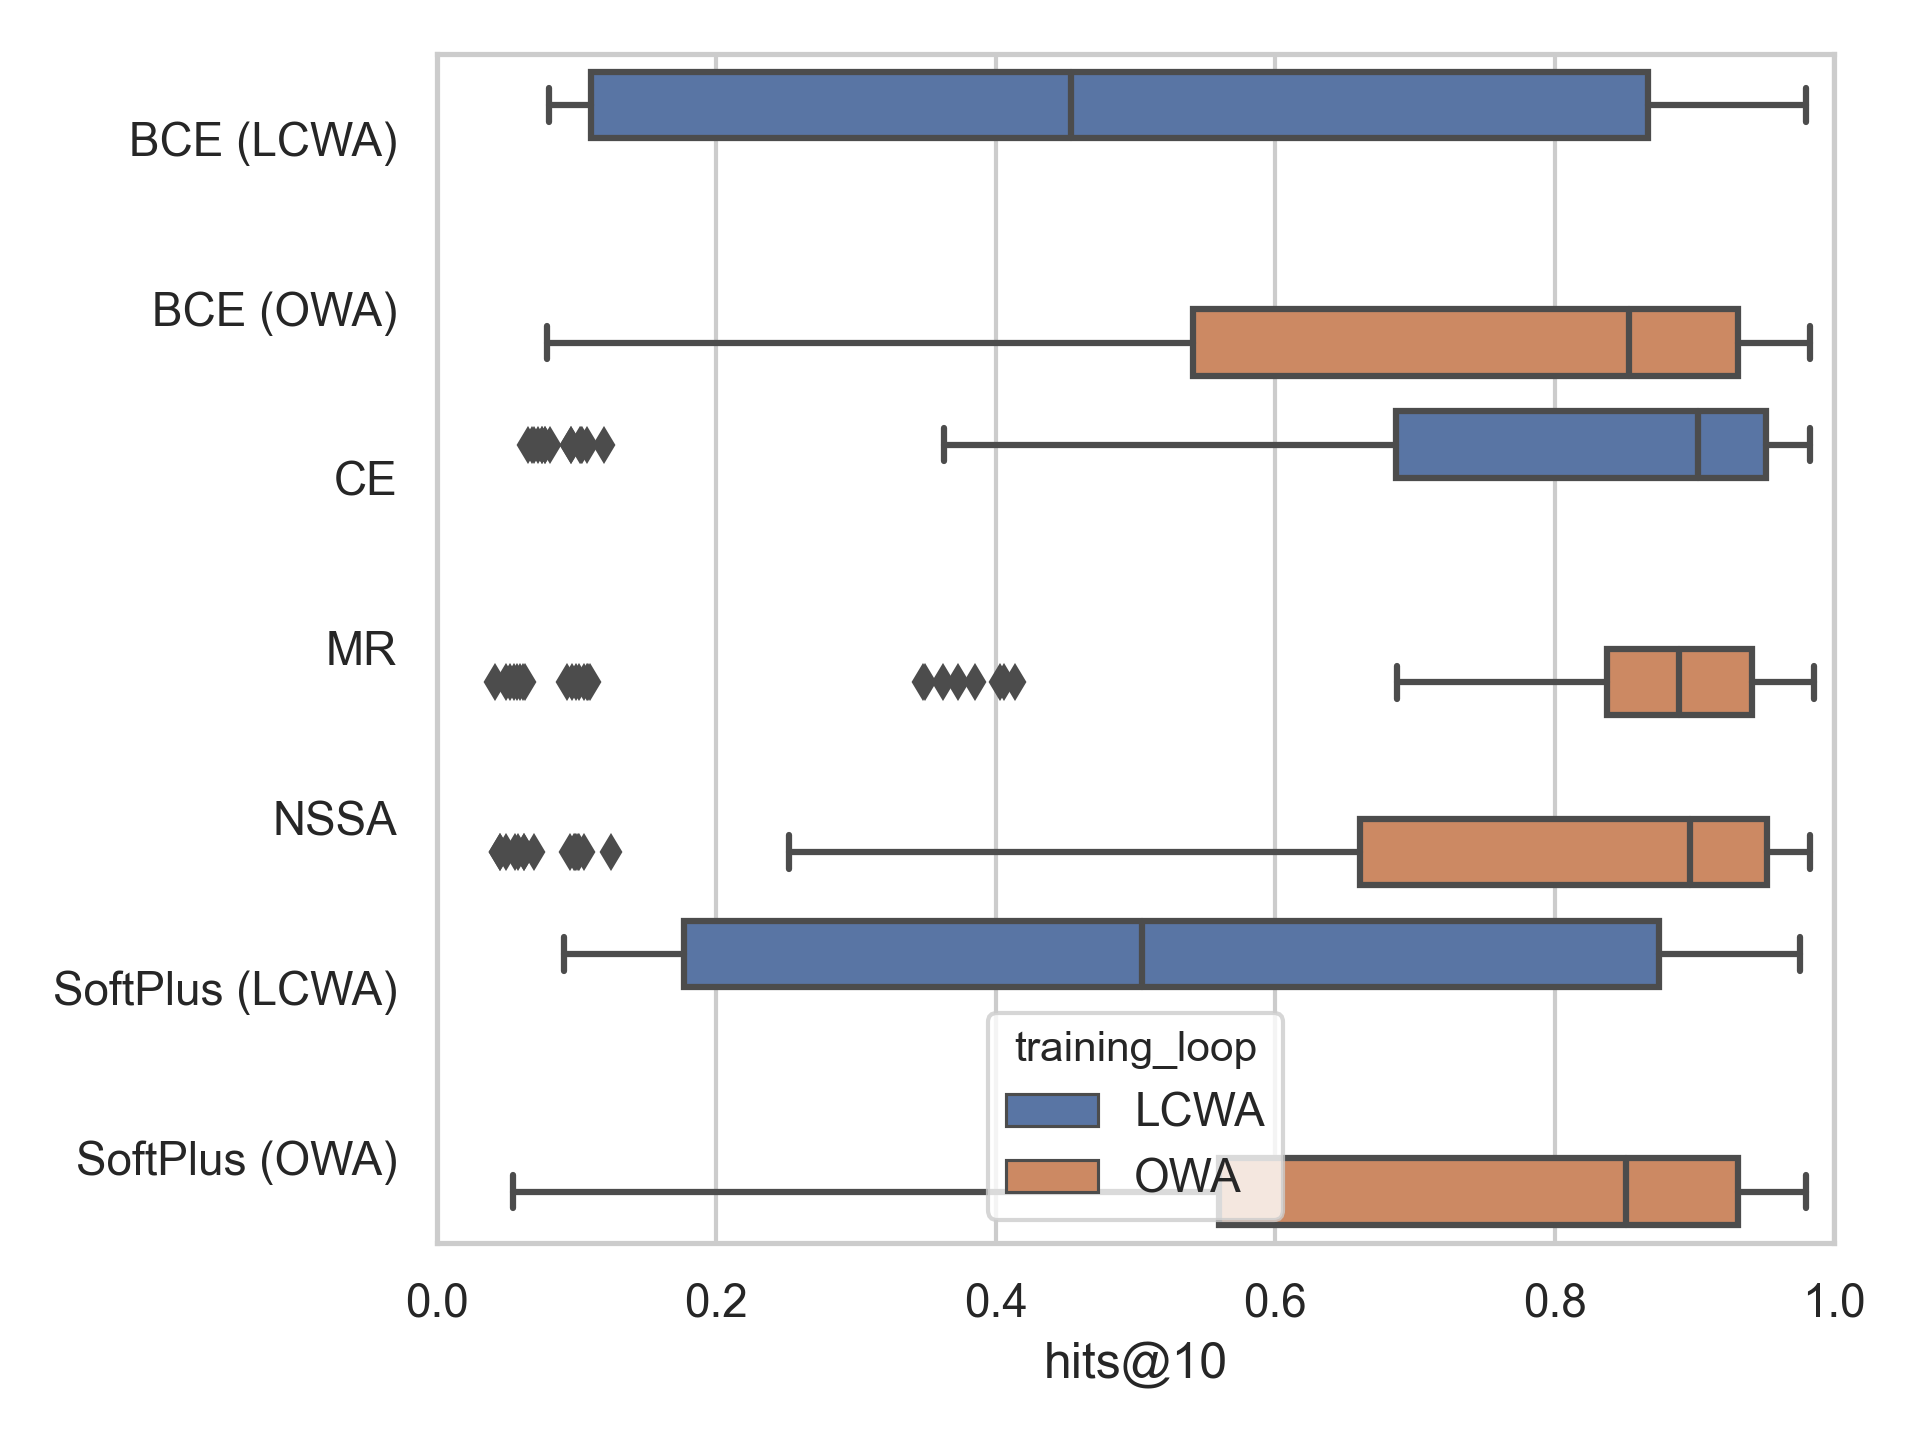 BCE (LCWA)
BCE (OWA)
CE
MR
NSSA
SoftPlus (LCWA)
SoftPlus (OWA)
training_loop
LCWA
OWA
0.0 0.2 0.4 0.6 0.8 1.0
hits@10